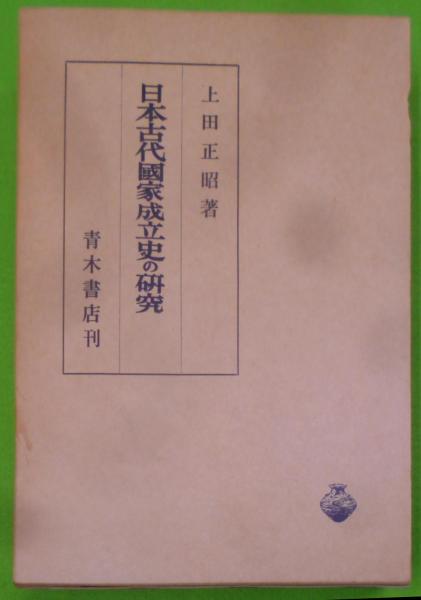 上田正昭著
日本古代國家成立史の研究
青木書店刊